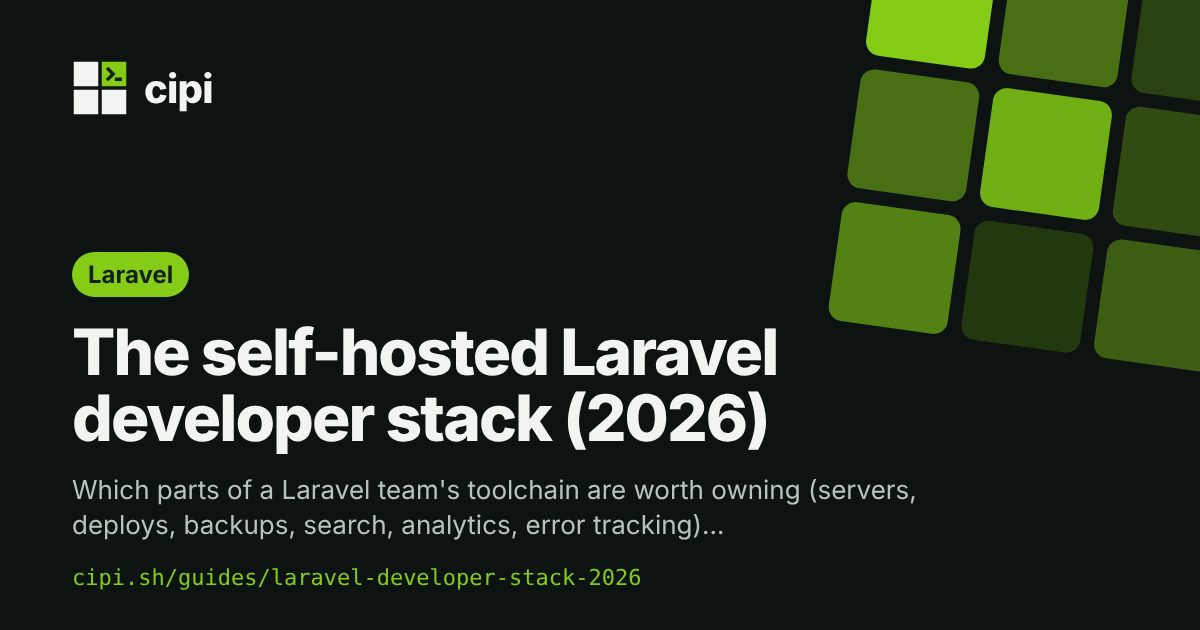 cipi
Laravel
The self-hosted Laravel
developer stack (2026)
Which parts of a Laravel team's toolchain are worth owning (servers,
deploys, backups, search, analytics, error tracking)...
cipi.sh/guides/laravel-developer-stack-2026